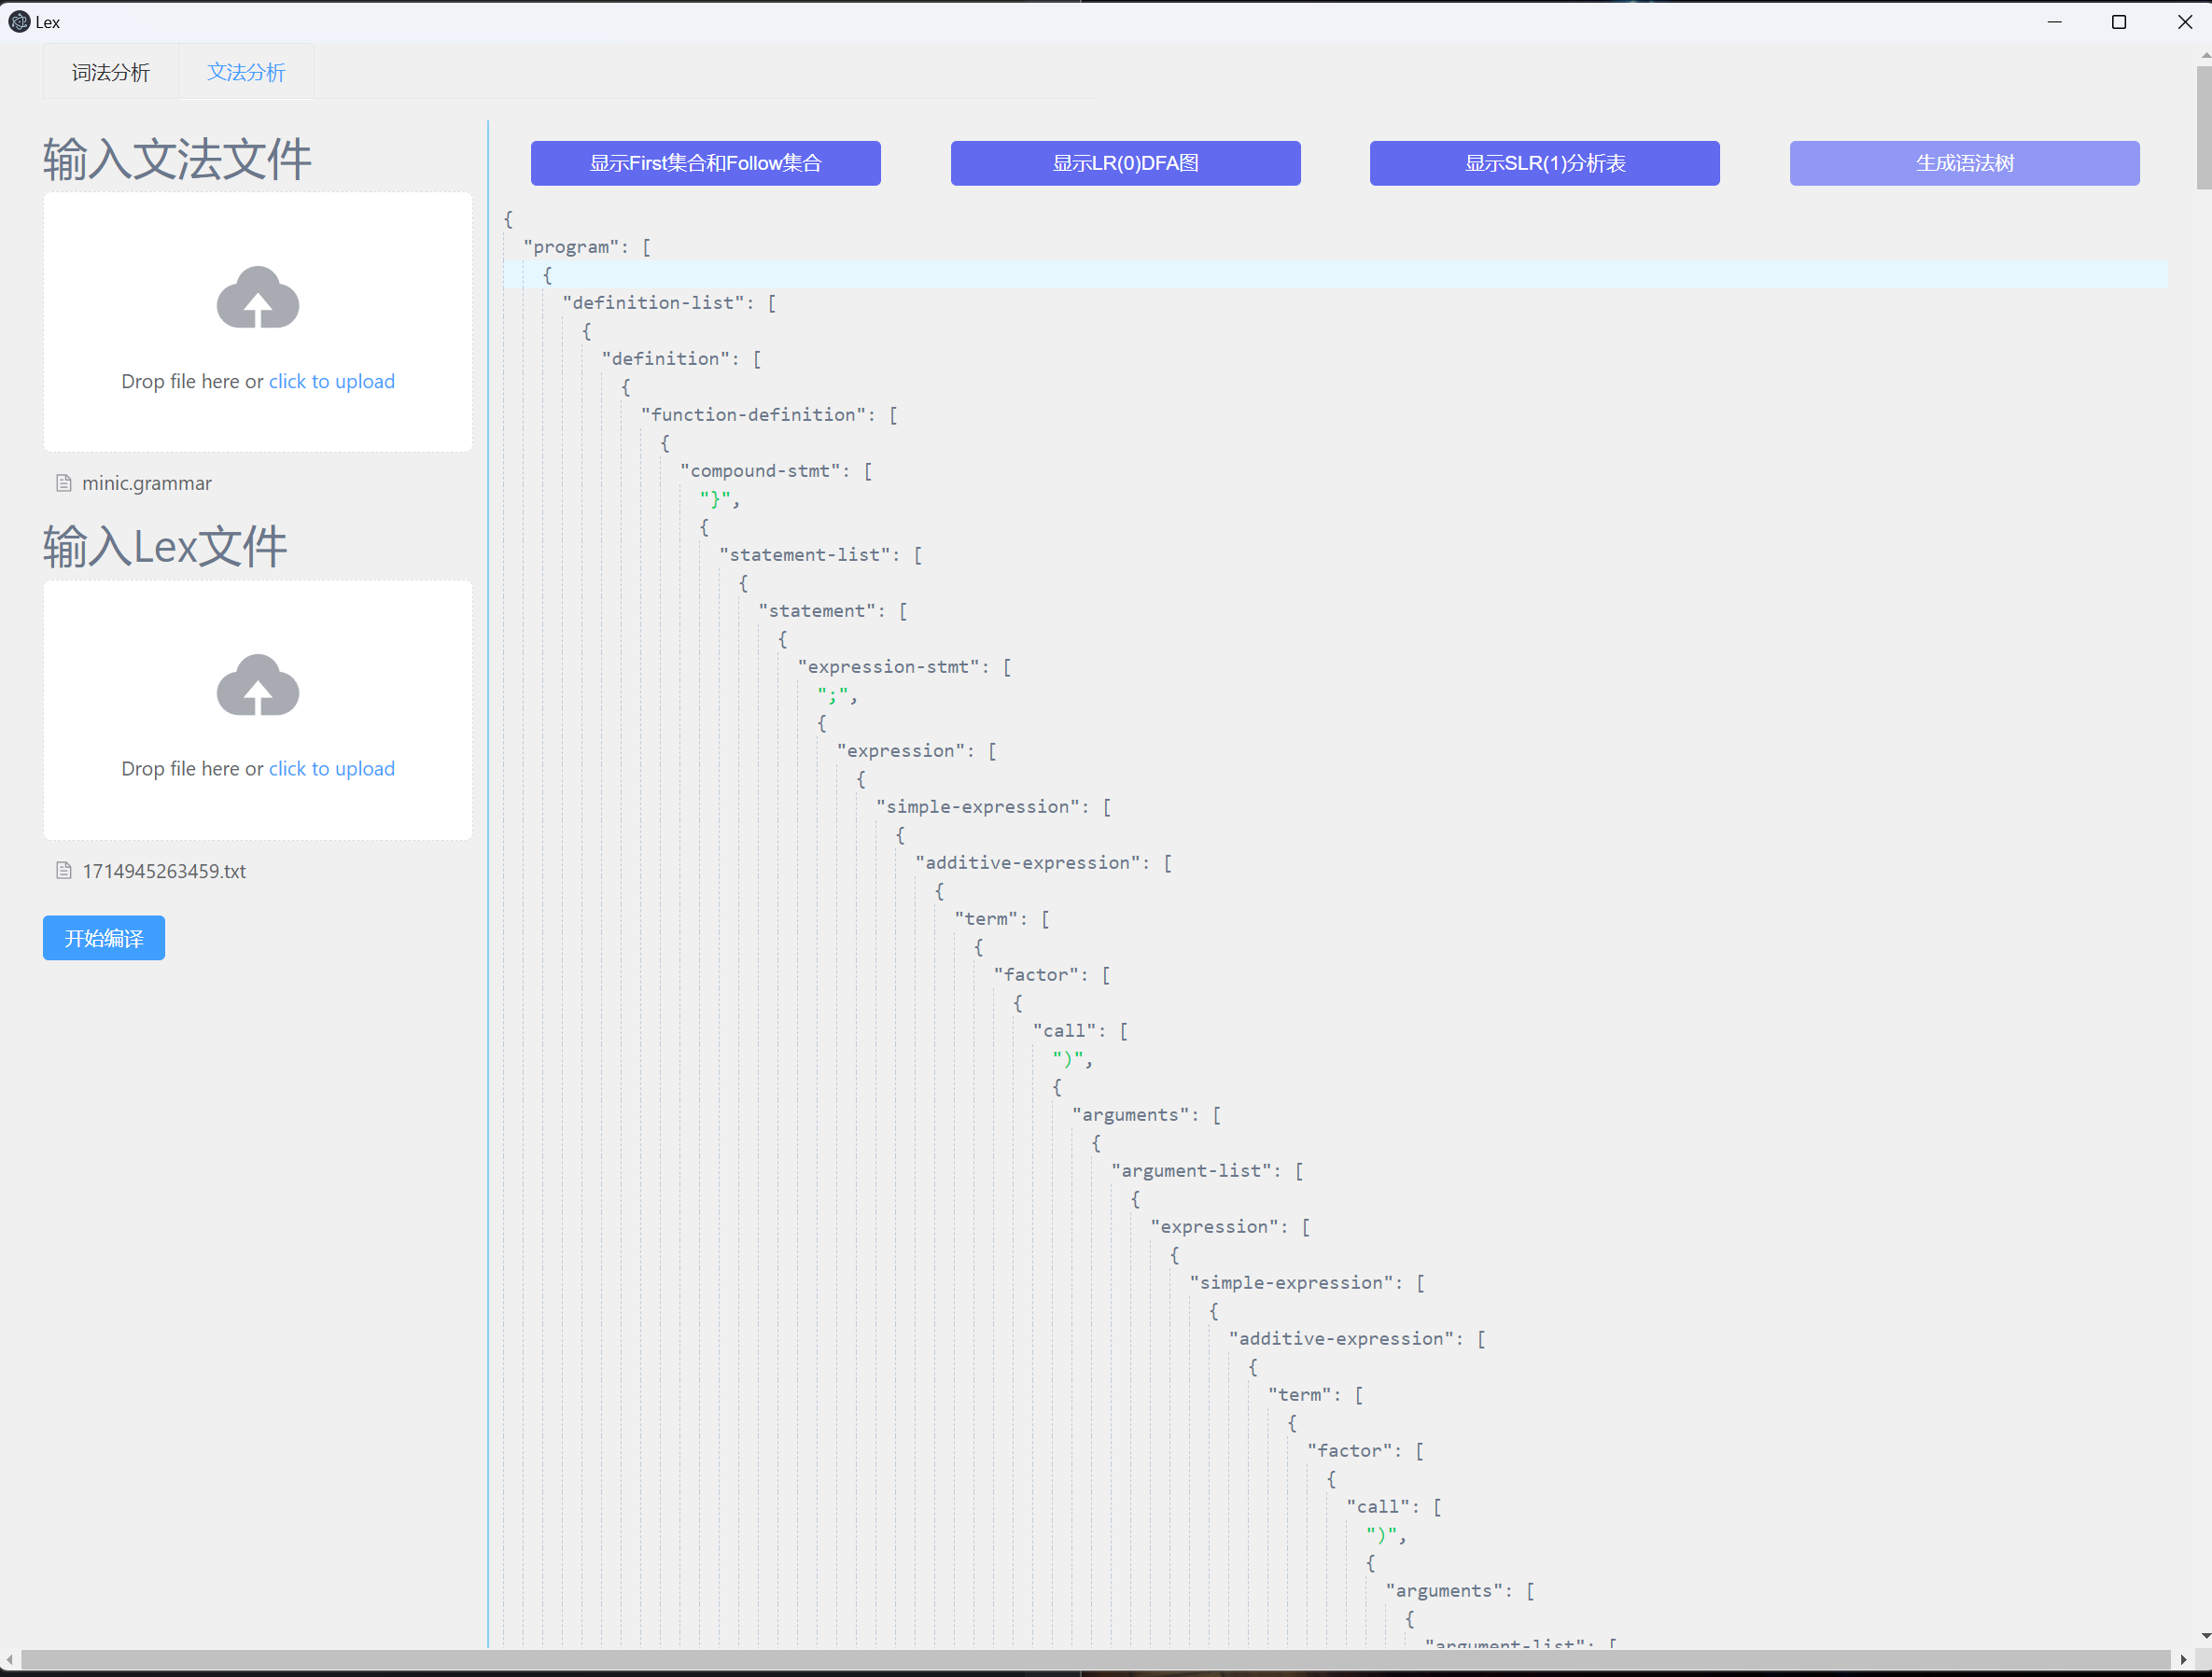 Lex
词法分析 文法分析
输入文法文件
Drop file here or click to upload
minic.grammar
输入Lex文件
Drop file here or click to upload
1714945263459.txt
开始编译
显示First集合和Follow集合 显示LR(0)DFA图 显示SLR(1)分析表 生成语法树
{
"program": [
{
"definition-list": [
{
"definition": [
{
"function-definition": [
{
"compound-stmt": [
"}",
{
"statement-list": [
{
"statement": [
{
"expression-stmt": [
";",
{
"expression": [
{
"simple-expression": [
{
"additive-expression": [
{
"term": [
{
"factor": [
{
"call": [
")",
{
"arguments": [
{
"argument-list": [
{
"expression": [
{
"simple-expression": [
{
"additive-expression": [
{
"term": [
{
"factor": [
{
"call": [
")",
{
"arguments": [
{
"argument-list": [